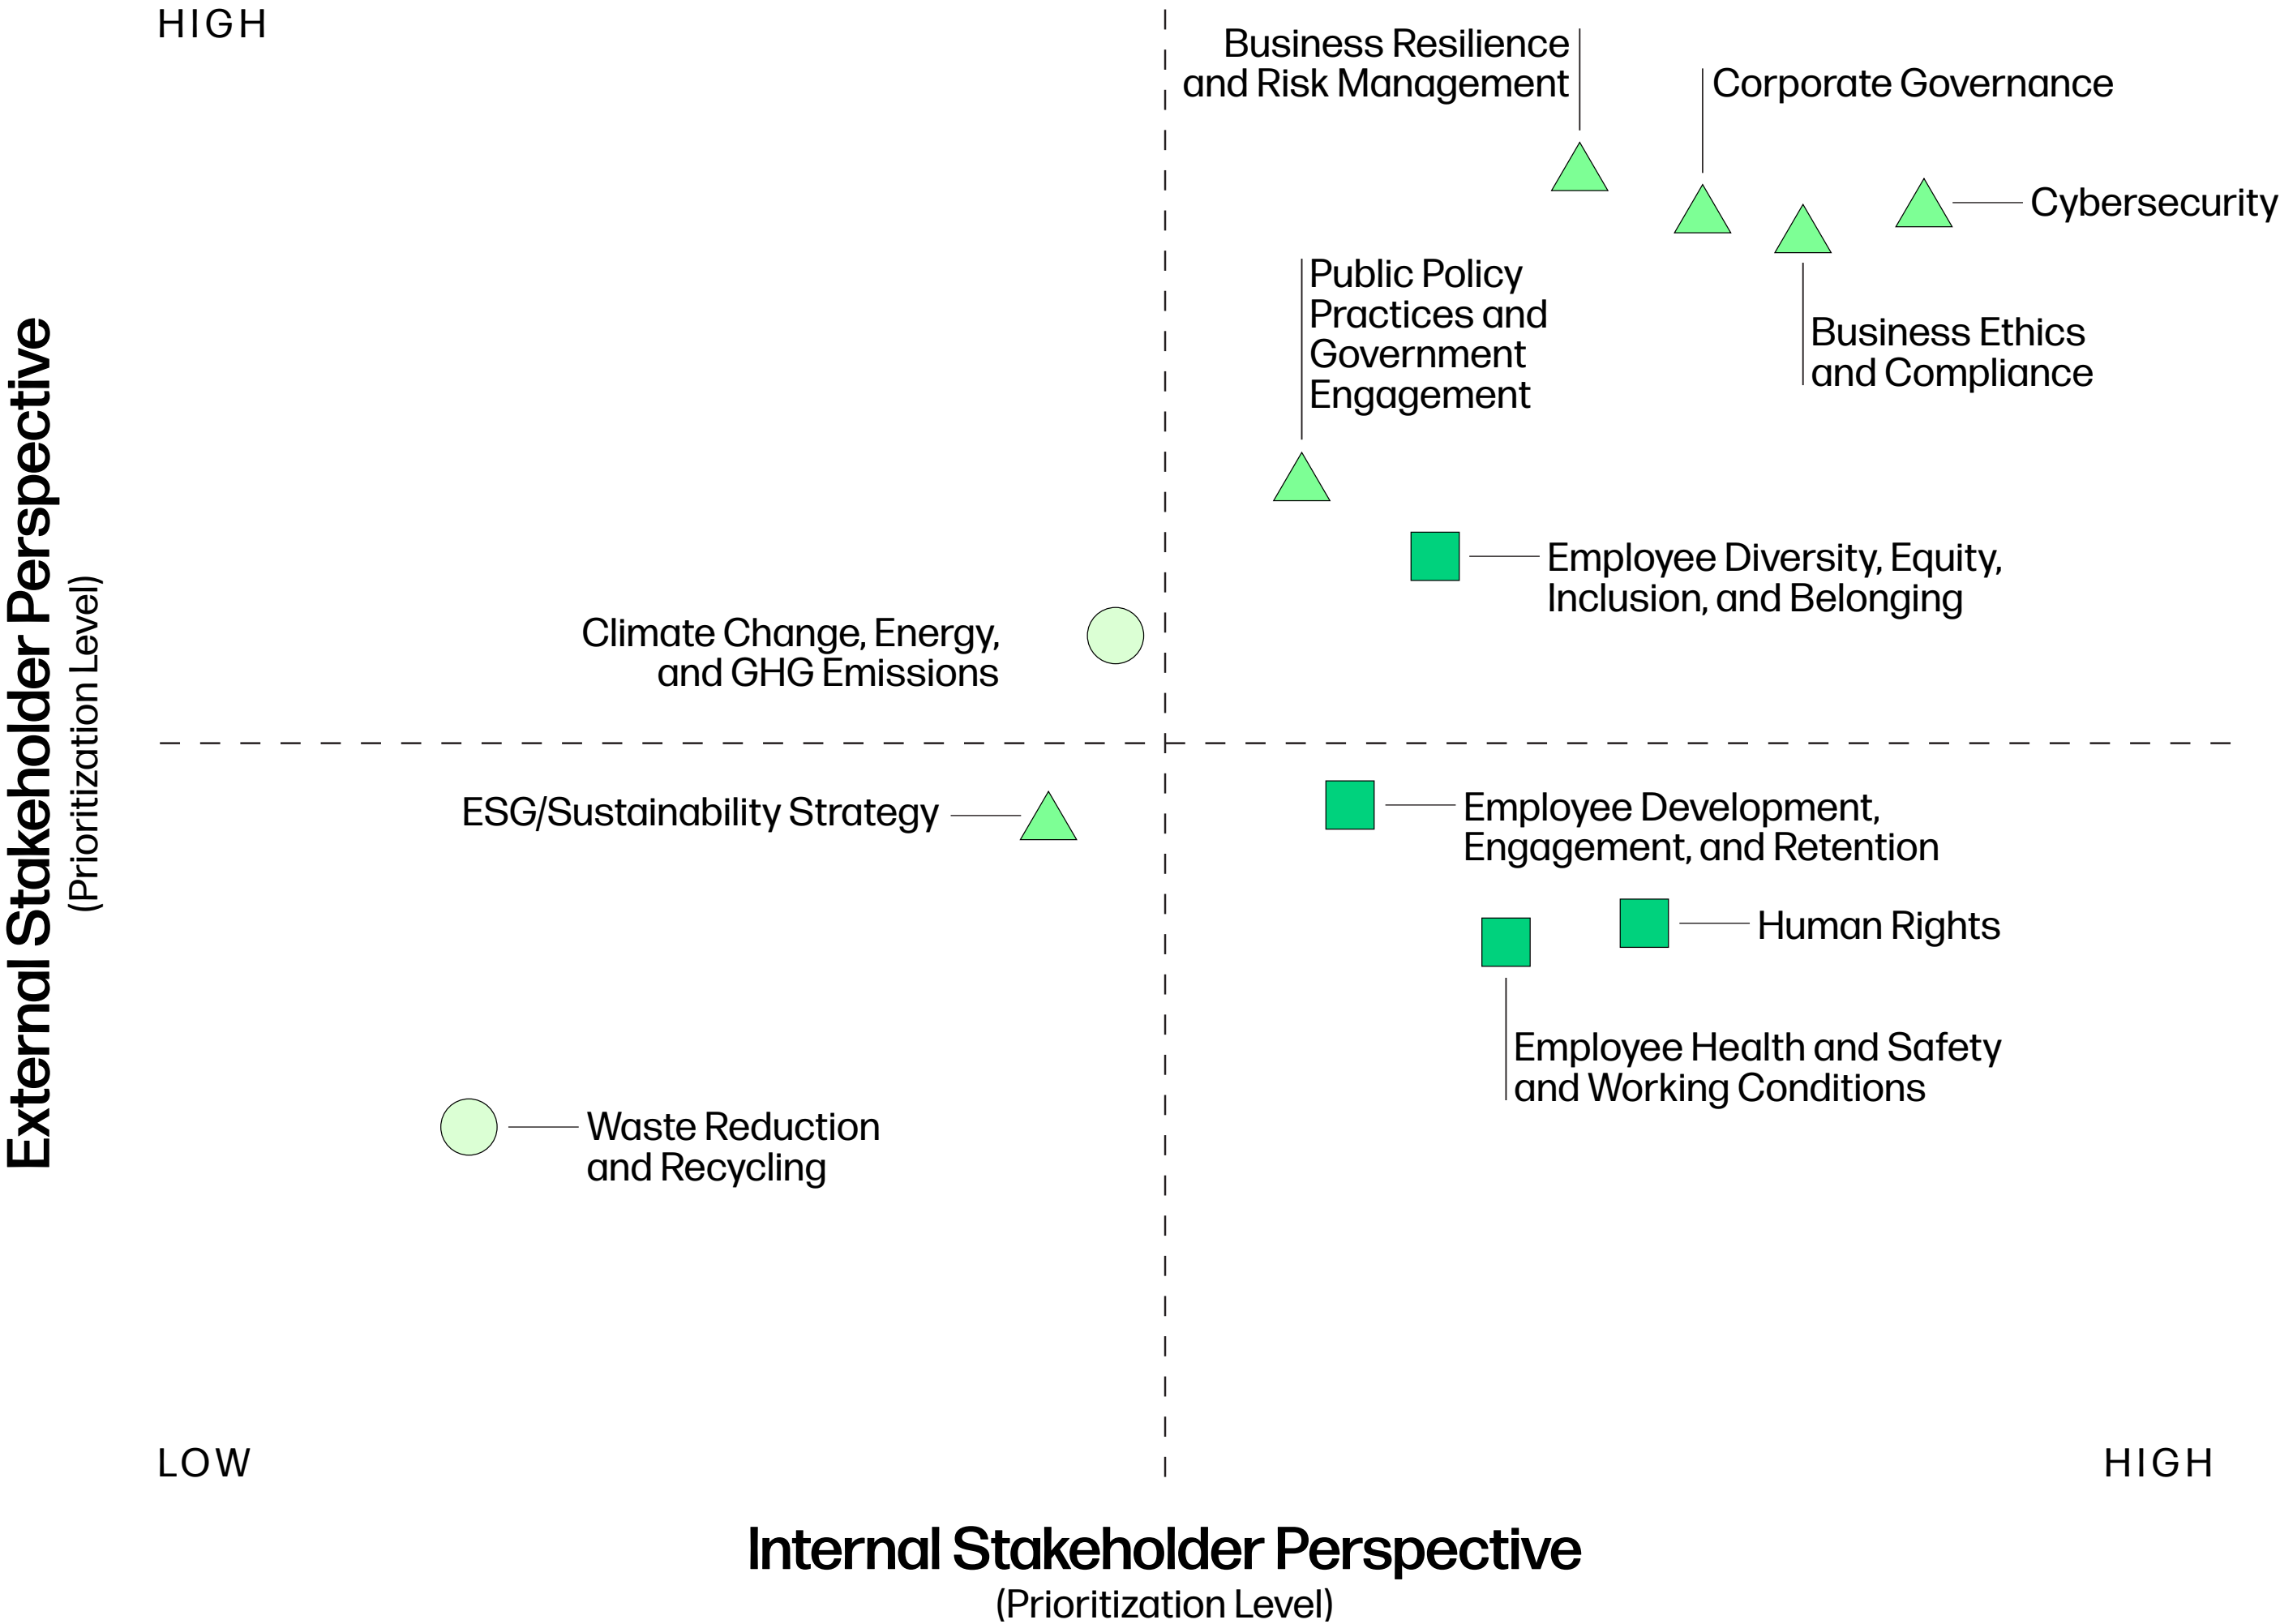 HIGH
Business Resilience
and Risk Management
Corporate Governance
Cybersecurity
Public Policy
Practices and
Government
Engagement
Business Ethics
and Compliance
External Stakeholder Perspective
(Prioritization Level)
Employee Diversity, Equity,
Inclusion, and Belonging
Climate Change, Energy,
and GHG Emissions
ESG/Sustainability Strategy
Employee Development,
Engagement, and Retention
Human Rights
Employee Health and Safety
and Working Conditions
Waste Reduction
and Recycling
LOW
HIGH
Internal Stakeholder Perspective
(Prioritization Level)